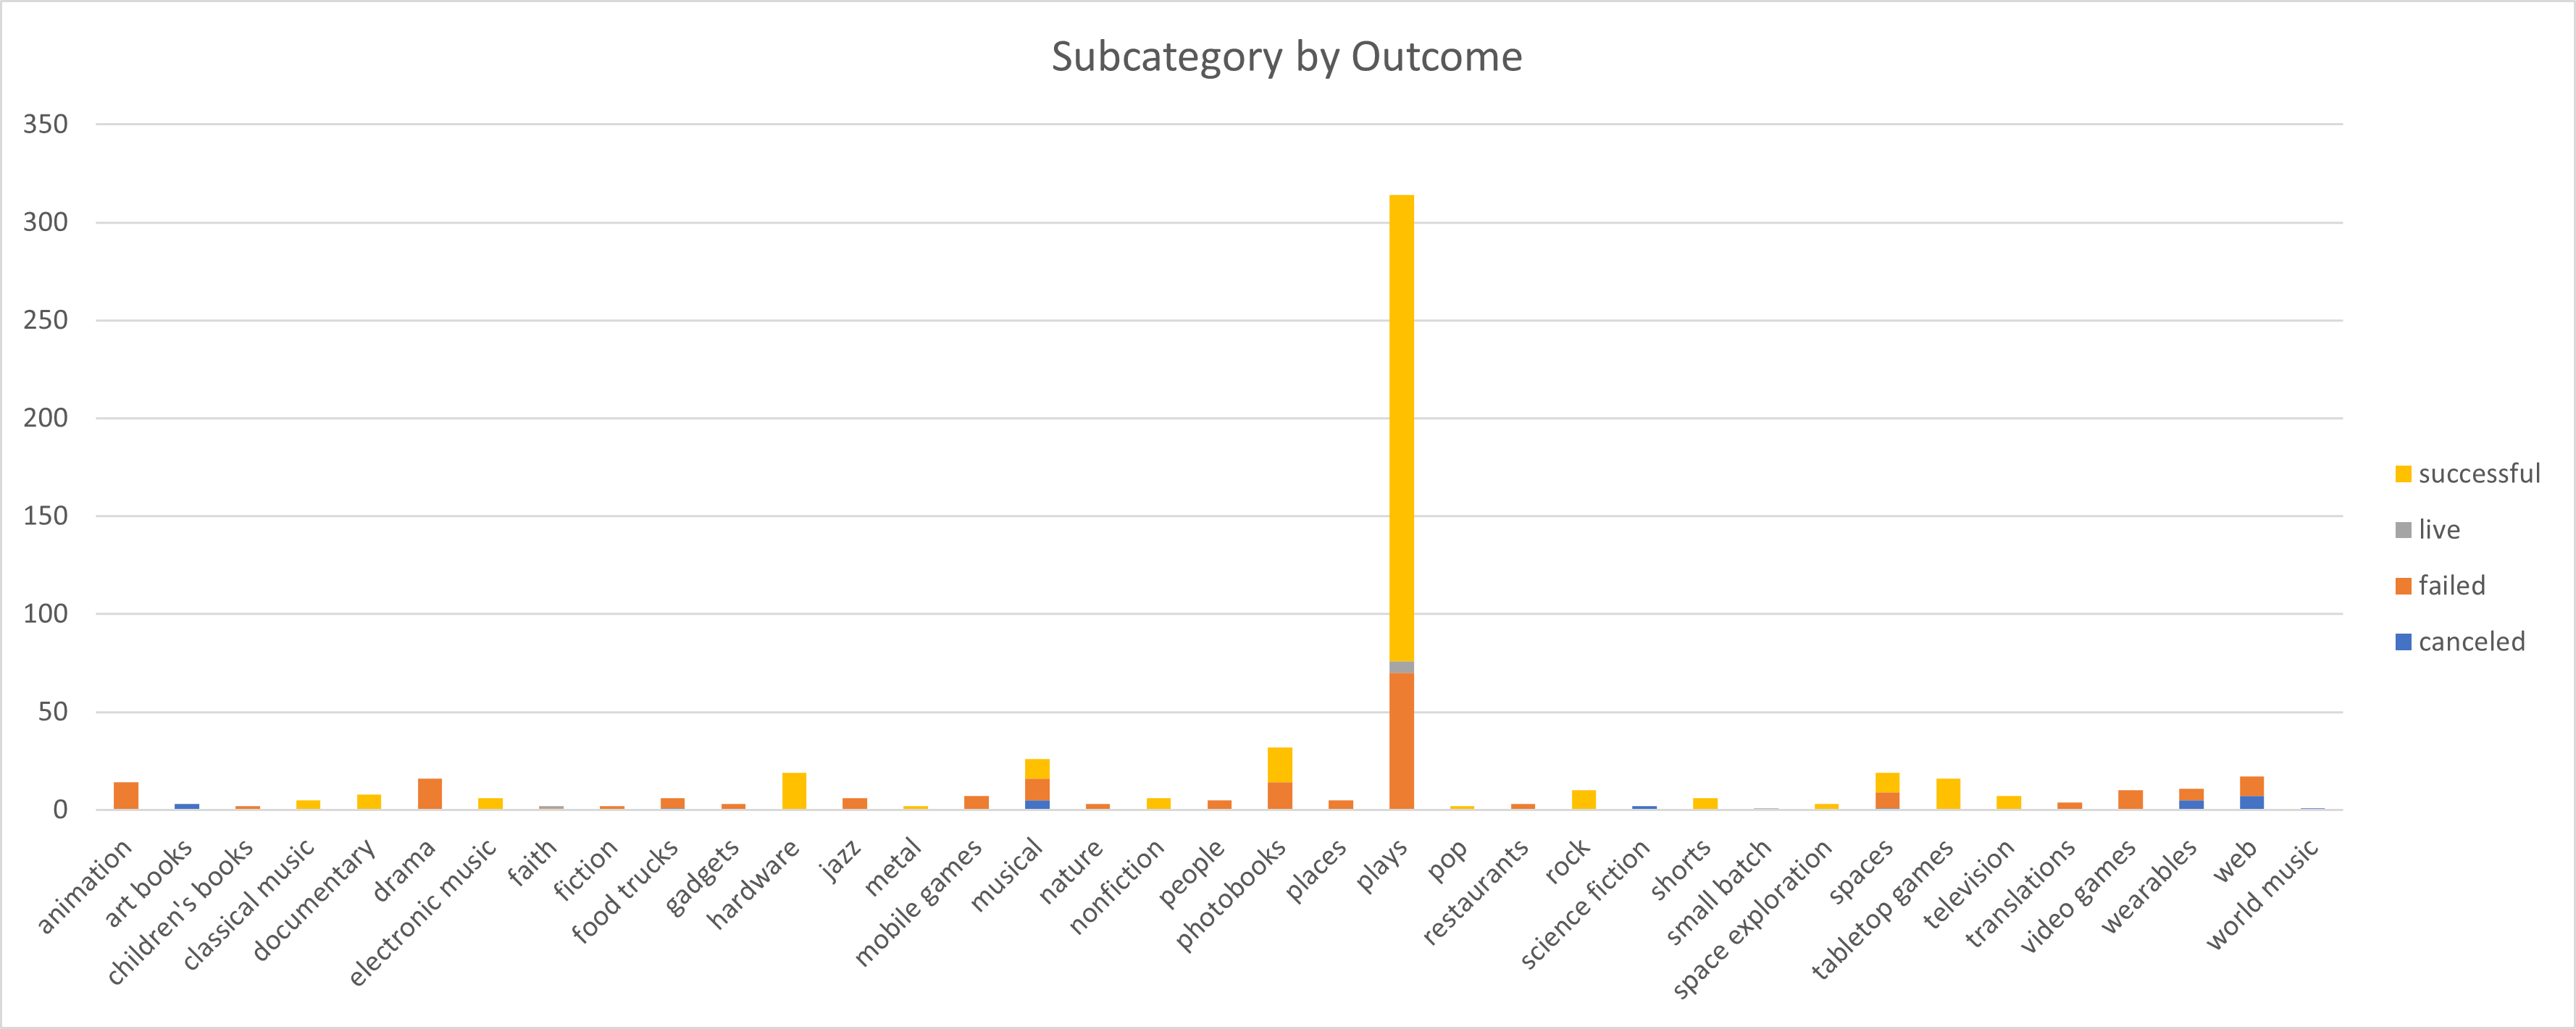 Subcategory by Outcome
350
300
250
200
150
100
50
0
successful
live
failed
canceled
animation
art books
children's books
classical music
documentary
drama
electronic music
faith
fiction
food trucks
gadgets
hardware
jazz
metal
mobile games
musical
nature
nonfiction
people
photobooks
places
plays
pop
restaurants
rock
science fiction
shorts
small batch
space exploration
spaces
tabletop games
television
translations
video games
wearables
web
world music